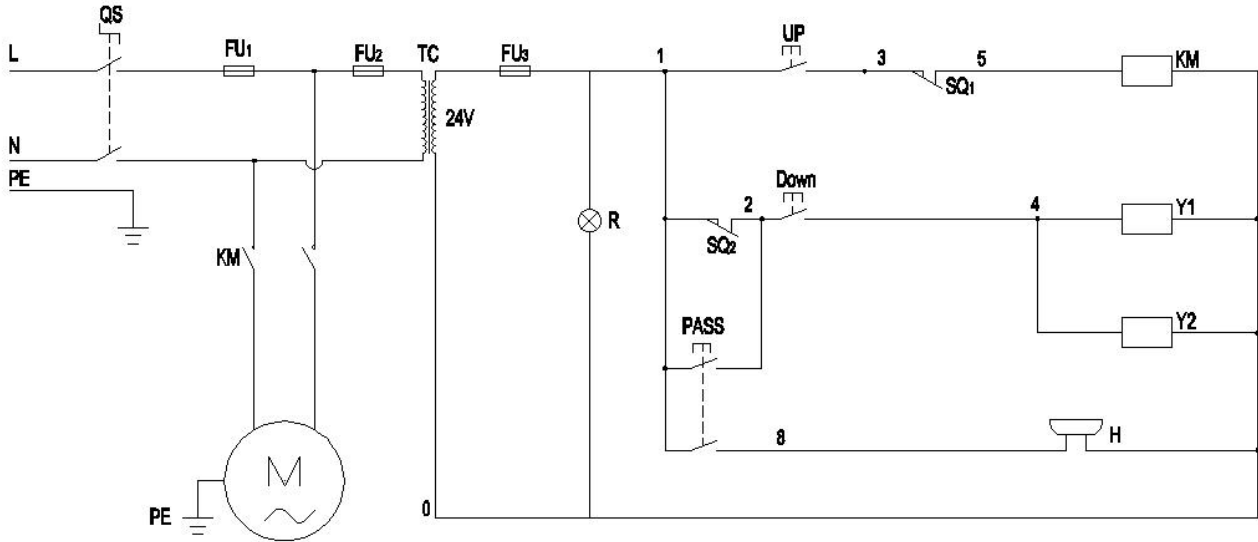 QS
L FU1 FU2 TC FU3 1 UP 3 5 KM
SQ1
24V
N
PE
R
2 Down 4 Y1
SQ2
KM
PASS Y2
8 H
M
0
PE